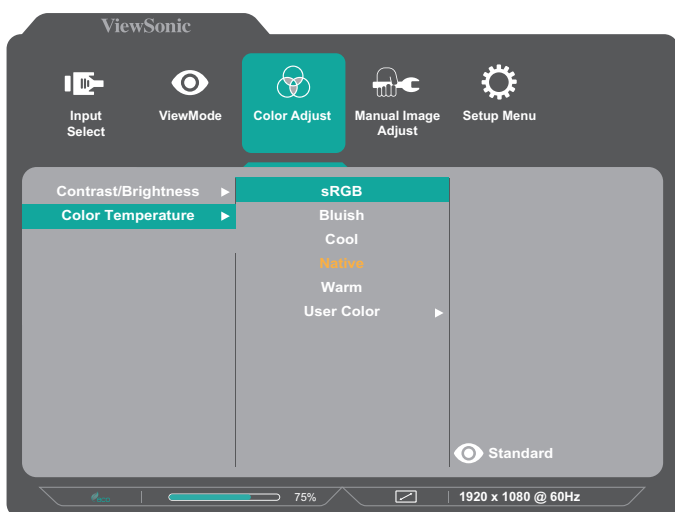 ViewSonic
Input
Select
ViewMode
Color Adjust
Manual Image
Adjust
Setup Menu
Contrast/Brightness
Color Temperature
sRGB
Bluish
Cool
Native
Warm
User Color
Standard
eco
75%
1920 x 1080 @ 60Hz